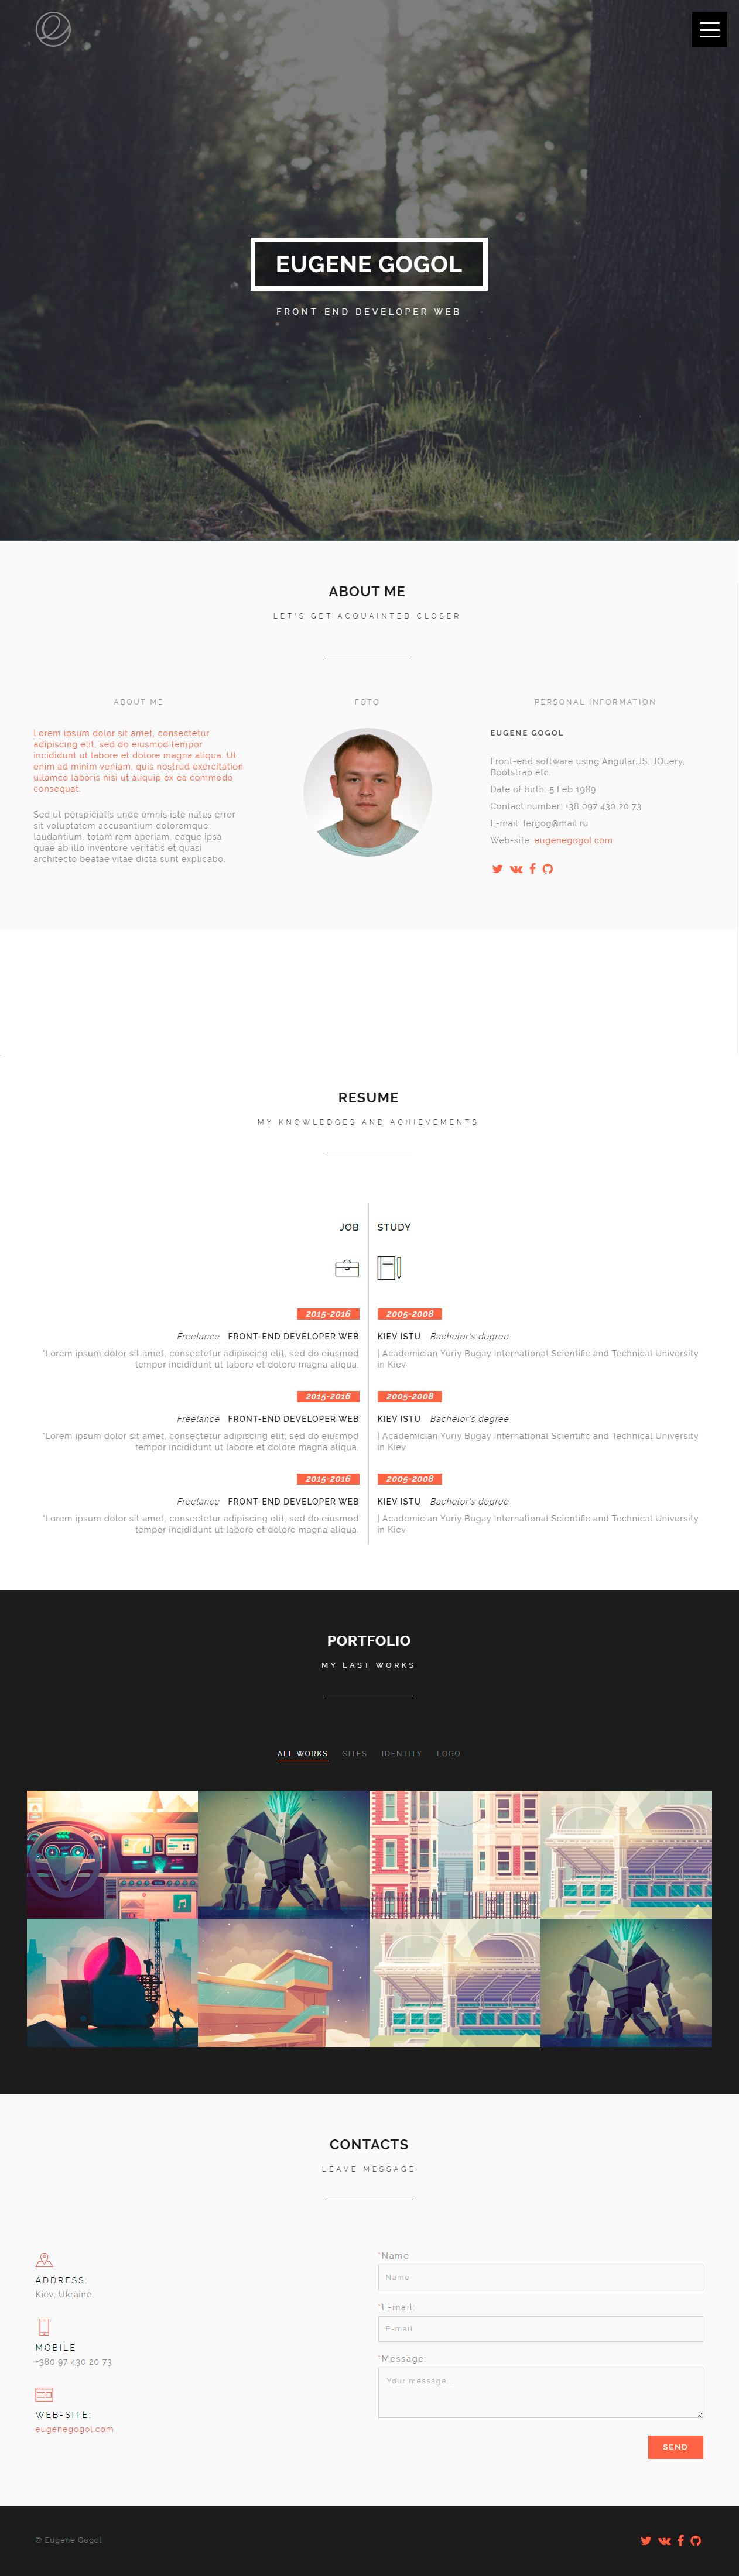 EUGENE GOGOL
FRONT-END DEVELOPER WEB
ABOUT ME
LET'S GET ACQUAINTED CLOSER
ABOUT ME
Lorem ipsum dolor sit amet, consectetur
adipiscing elit, sed do eiusmod tempor
incididunt ut labore et dolore magna aliqua. Ut
enim ad minim veniam, quis nostrud exercitation
ullamco laboris nisi ut aliquip ex ea commodo
consequat.
Sed ut perspiciatis unde omnis iste natus error
sit voluptatem accusantium doloremque
laudantium, totam rem aperiam, eaque ipsa
quae ab illo inventore veritatis et quasi
architecto beatae vitae dicta sunt explicabo.
FOTO
PERSONAL INFORMATION
EUGENE GOGOL
Front-end software using Angular.JS, JQuery,
Bootstrap etc.
Date of birth: 5 Feb 1989
Contact number: +38 097 430 20 73
E-mail: tergog@mail.ru
Web-site: eugenegogol.com
RESUME
MY KNOWLEDGES AND ACHIEVEMENTS
JOB
2015-2016
Freelance FRONT-END DEVELOPER WEB
"Lorem ipsum dolor sit amet, consectetur adipiscing elit, sed do eiusmod
tempor incididunt ut labore et dolore magna aliqua.
2015-2016
Freelance FRONT-END DEVELOPER WEB
"Lorem ipsum dolor sit amet, consectetur adipiscing elit, sed do eiusmod
tempor incididunt ut labore et dolore magna aliqua.
2015-2016
Freelance FRONT-END DEVELOPER WEB
"Lorem ipsum dolor sit amet, consectetur adipiscing elit, sed do eiusmod
tempor incididunt ut labore et dolore magna aliqua.
STUDY
2005-2008
KIEV ISTU Bachelor's degree
| Academician Yuriy Bugay International Scientific and Technical University
in Kiev
2005-2008
KIEV ISTU Bachelor's degree
| Academician Yuriy Bugay International Scientific and Technical University
in Kiev
2005-2008
KIEV ISTU Bachelor's degree
| Academician Yuriy Bugay International Scientific and Technical University
in Kiev
PORTFOLIO
MY LAST WORKS
ALL WORKS SITES IDENTITY LOGO
CONTACTS
LEAVE MESSAGE
ADDRESS:
Kiev, Ukraine
MOBILE
+380 97 430 20 73
WEB-SITE:
eugenegogol.com
*Name
Name
*E-mail:
E-mail
*Message:
Your message...
SEND
© Eugene Gogol